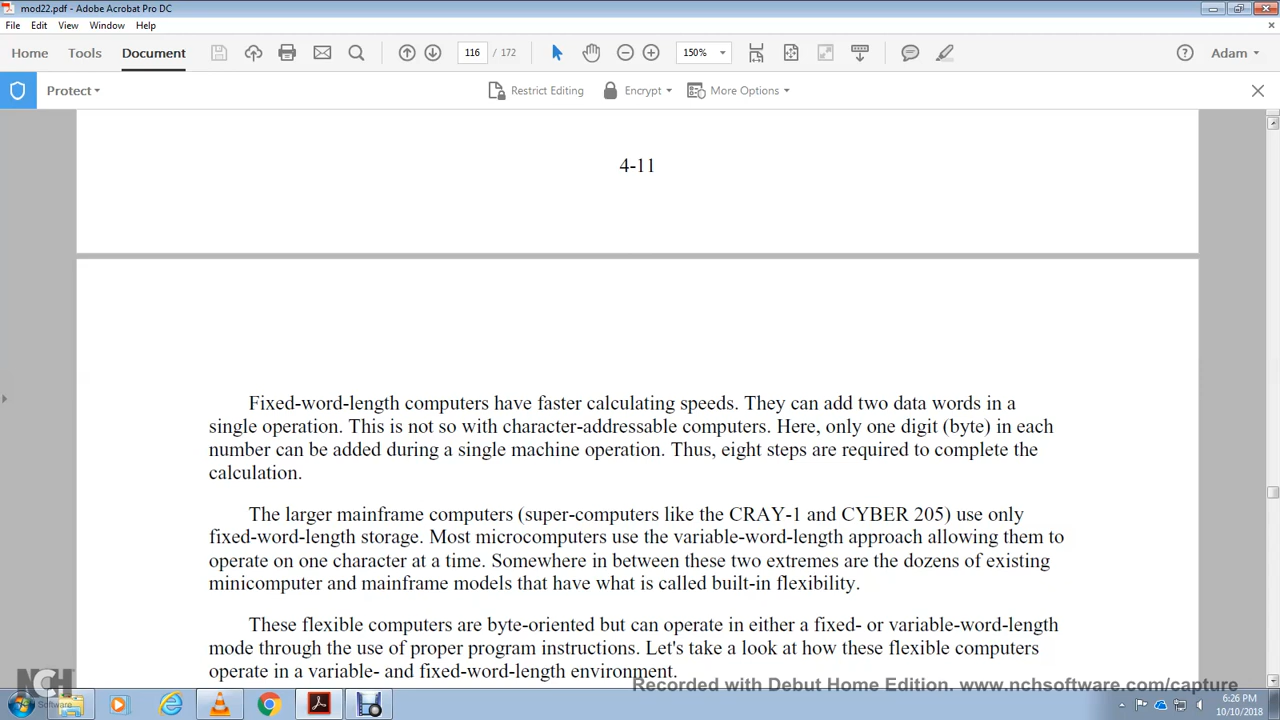 mod22.pdf - Adobe Acrobat Pro DC
File Edit View Window Help
Home Tools Document 116 / 172 150% Adam
Protect Restrict Editing Encrypt More Options
4-11
Fixed-word-length computers have faster calculating speeds. They can add two data words in a
single operation. This is not so with character-addressable computers. Here, only one digit (byte) in each
number can be added during a single machine operation. Thus, eight steps are required to complete the
calculation.
The larger mainframe computers (super-computers like the CRAY-1 and CYBER 205) use only
fixed-word-length storage. Most microcomputers use the variable-word-length approach allowing them to
operate on one character at a time. Somewhere in between these two extremes are the dozens of existing
minicomputer and mainframe models that have what is called built-in flexibility.
These flexible computers are byte-oriented but can operate in either a fixed- or variable-word-length
mode through the use of proper program instructions. Let's take a look at how these flexible computers
operate in a variable- and fixed-word-length environment.
Recorded with Debut Home Edition. www.nchsoftware.com/capture
NCH
NCH Software
6:26 PM
10/10/2018